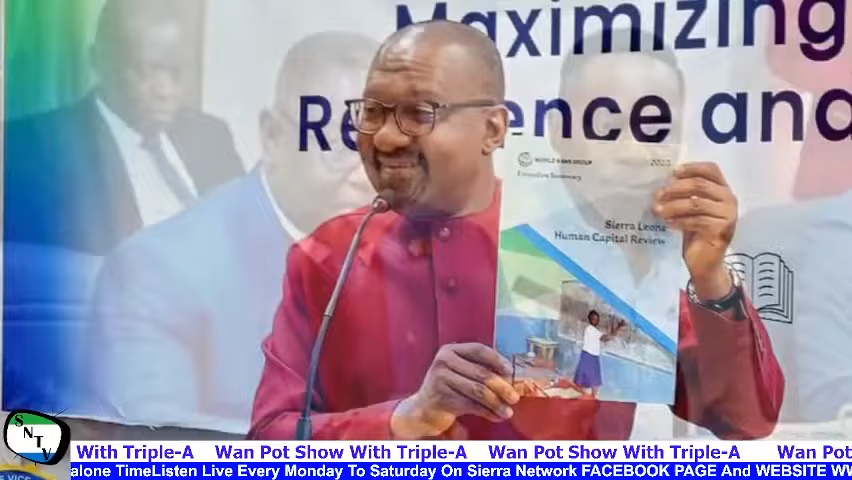 Maximizing
Re ence and
WORLD BANK GROUP
Executive Summary
Sierra Leone
Human Capital Review
SNTV
With Triple-A Wan Pot Show With Triple-A Wan Pot Show With Triple-A Wan Pot
alone TimeListen Live Every Monday To Saturday On Sierra Network FACEBOOK PAGE And WEBSITE WW